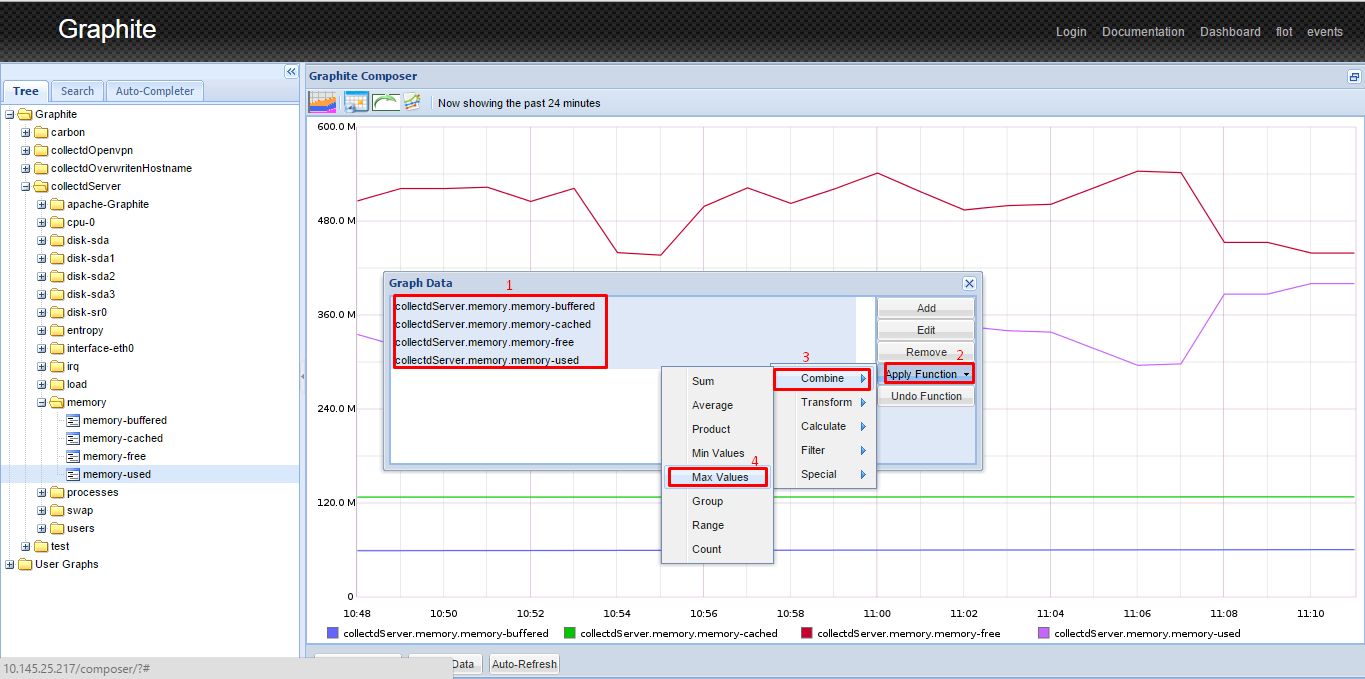 Graphite
Login Documentation Dashboard flot events
Tree Search Auto-Completer
Graphite
carbon
collectdOpenvpn
collectdOverwritenHostname
collectdServer
apache-Graphite
cpu-0
disk-sda
disk-sda1
disk-sda2
disk-sda3
disk-sr0
entropy
interface-eth0
irq
load
memory
memory-buffered
memory-cached
memory-free
memory-used
processes
swap
users
test
User Graphs
Graphite Composer
Now showing the past 24 minutes
600.0 M
480.0 M
360.0 M
240.0 M
120.0 M
0
Graph Data 1
collectdServer.memory.memory-buffered
collectdServer.memory.memory-cached
collectdServer.memory.memory-free
collectdServer.memory.memory-used
Add
Edit
Remove 2
Apply Function
Undo Function
3
Combine
Transform
Calculate
Filter
Special
Sum
Average
Product
Min Values
4
Max Values
Group
Range
Count
10:48 10:50 10:52 10:54 10:56 10:58 11:00 11:02 11:04 11:06 11:08 11:10
collectdServer.memory.memory-buffered collectdServer.memory.memory-cached collectdServer.memory.memory-free collectdServer.memory.memory-used
Data Auto-Refresh
10.145.25.217/composer/?#